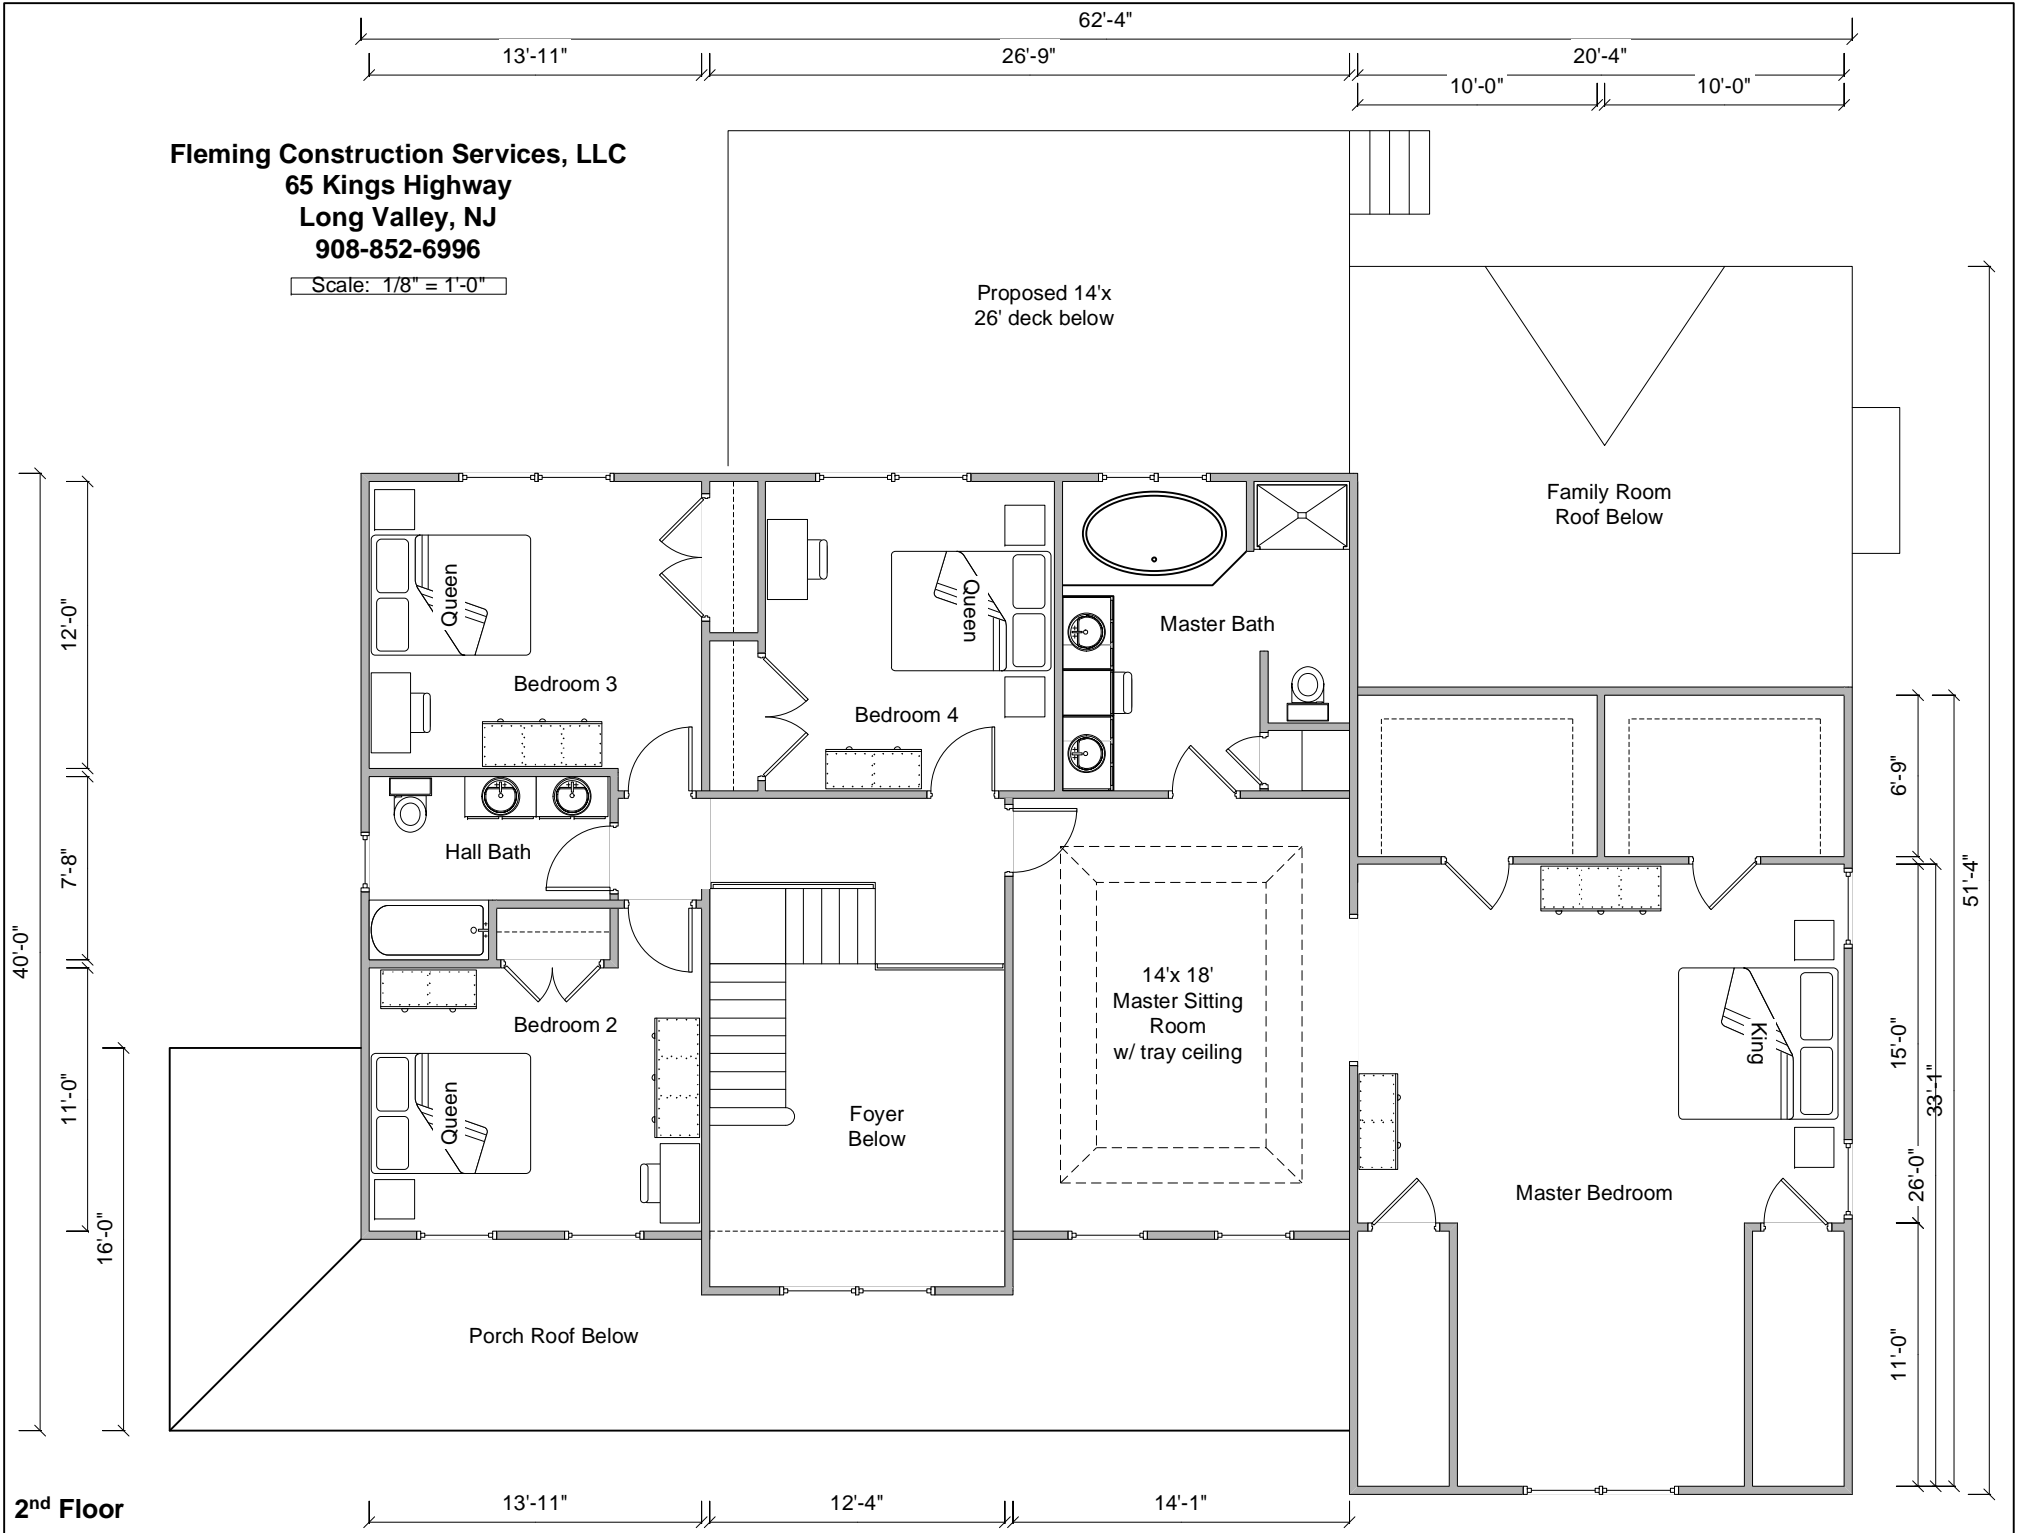 62'-4"
13'-11"
26'-9"
20'-4"
10'-0"
10'-0"
Fleming Construction Services, LLC
65 Kings Highway
Long Valley, NJ
908-852-6996
Scale: 1/8" = 1'-0"
Proposed 14'x
26' deck below
Family Room
Roof Below
Queen
Queen
12'-0"
Master Bath
Bedroom 3
Bedroom 4
6'-9"
Hall Bath
7'-8"
51'-4"
40'-0"
14'x 18'
Master Sitting
Room
w/ tray ceiling
Bedroom 2
King
15'-0"
33'-1"
11'-0"
Queen
Foyer
Below
26'-0"
Master Bedroom
16'-0"
Porch Roof Below
11'-0"
2nd Floor
13'-11"
12'-4"
14'-1"